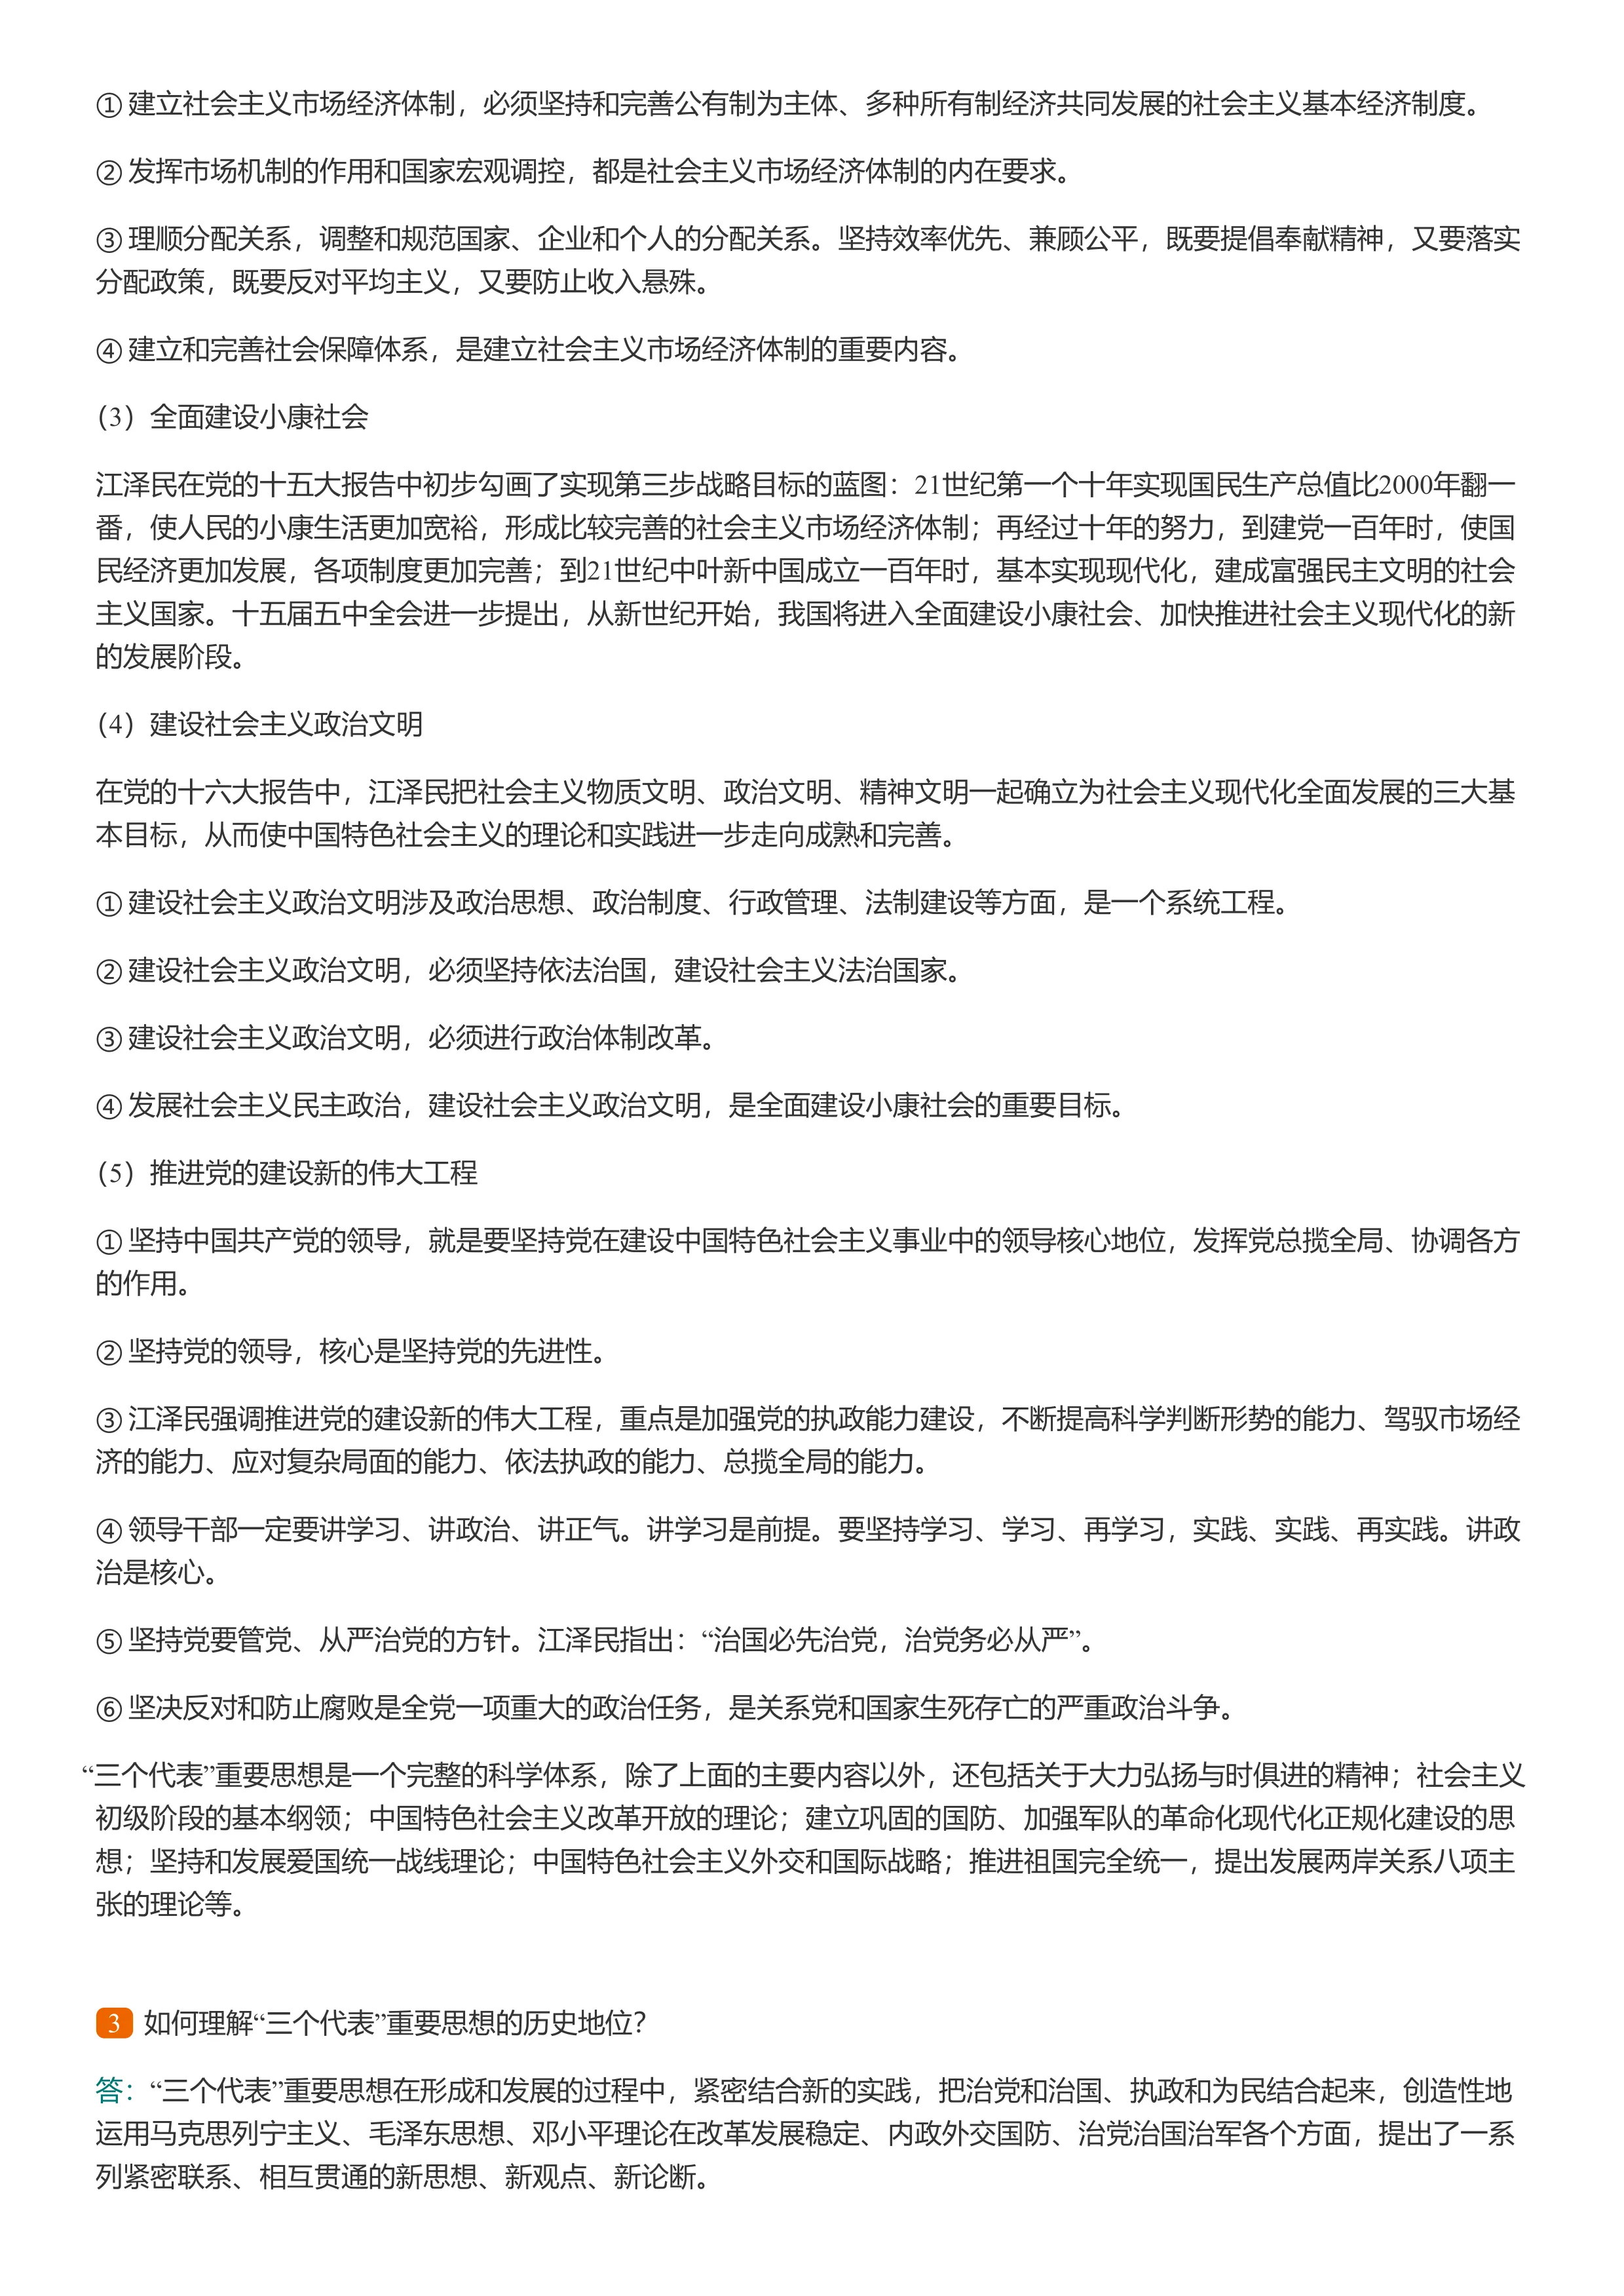 ① 建立社会主义市场经济体制，必须坚持和完善公有制为主体、多种所有制经济共同发展的社会主义基本经济制度。
② 发挥市场机制的作用和国家宏观调控，都是社会主义市场经济体制的内在要求。
③ 理顺分配关系，调整和规范国家、企业和个人的分配关系。坚持效率优先、兼顾公平，既要提倡奉献精神，又要落实
分配政策，既要反对平均主义，又要防止收入悬殊。
④ 建立和完善社会保障体系，是建立社会主义市场经济体制的重要内容。
（3）全面建设小康社会
江泽民在党的十五大报告中初步勾画了实现第三步战略目标的蓝图：21世纪第一个十年实现国民生产总值比2000年翻一
番，使人民的小康生活更加宽裕，形成比较完善的社会主义市场经济体制；再经过十年的努力，到建党一百年时，使国
民经济更加发展，各项制度更加完善；到21世纪中叶新中国成立一百年时，基本实现现代化，建成富强民主文明的社会
主义国家。十五届五中全会进一步提出，从新世纪开始，我国将进入全面建设小康社会、加快推进社会主义现代化的新
的发展阶段。
（4）建设社会主义政治文明
在党的十六大报告中，江泽民把社会主义物质文明、政治文明、精神文明一起确立为社会主义现代化全面发展的三大基
本目标，从而使中国特色社会主义的理论和实践进一步走向成熟和完善。
① 建设社会主义政治文明涉及政治思想、政治制度、行政管理、法制建设等方面，是一个系统工程。
② 建设社会主义政治文明，必须坚持依法治国，建设社会主义法治国家。
③ 建设社会主义政治文明，必须进行政治体制改革。
④ 发展社会主义民主政治，建设社会主义政治文明，是全面建设小康社会的重要目标。
（5）推进党的建设新的伟大工程
① 坚持中国共产党的领导，就是要坚持党在建设中国特色社会主义事业中的领导核心地位，发挥党总揽全局、协调各方
的作用。
② 坚持党的领导，核心是坚持党的先进性。
③ 江泽民强调推进党的建设新的伟大工程，重点是加强党的执政能力建设，不断提高科学判断形势的能力、驾驭市场经
济的能力、应对复杂局面的能力、依法执政的能力、总揽全局的能力。
④ 领导干部一定要讲学习、讲政治、讲正气。讲学习是前提。要坚持学习、学习、再学习，实践、实践、再实践。讲政
治是核心。
⑤ 坚持党要管党、从严治党的方针。江泽民指出：“治国必先治党，治党务必从严”。
⑥ 坚决反对和防止腐败是全党一项重大的政治任务，是关系党和国家生死存亡的严重政治斗争。
“三个代表”重要思想是一个完整的科学体系，除了上面的主要内容以外，还包括关于大力弘扬与时俱进的精神；社会主义
初级阶段的基本纲领；中国特色社会主义改革开放的理论；建立巩固的国防、加强军队的革命化现代化正规化建设的思
想；坚持和发展爱国统一战线理论；中国特色社会主义外交和国际战略；推进祖国完全统一，提出发展两岸关系八项主
张的理论等。
3 如何理解“三个代表”重要思想的历史地位？
答：“三个代表”重要思想在形成和发展的过程中，紧密结合新的实践，把治党和治国、执政和为民结合起来，创造性地
运用马克思列宁主义、毛泽东思想、邓小平理论在改革发展稳定、内政外交国防、治党治国治军各个方面，提出了一系
列紧密联系、相互贯通的新思想、新观点、新论断。